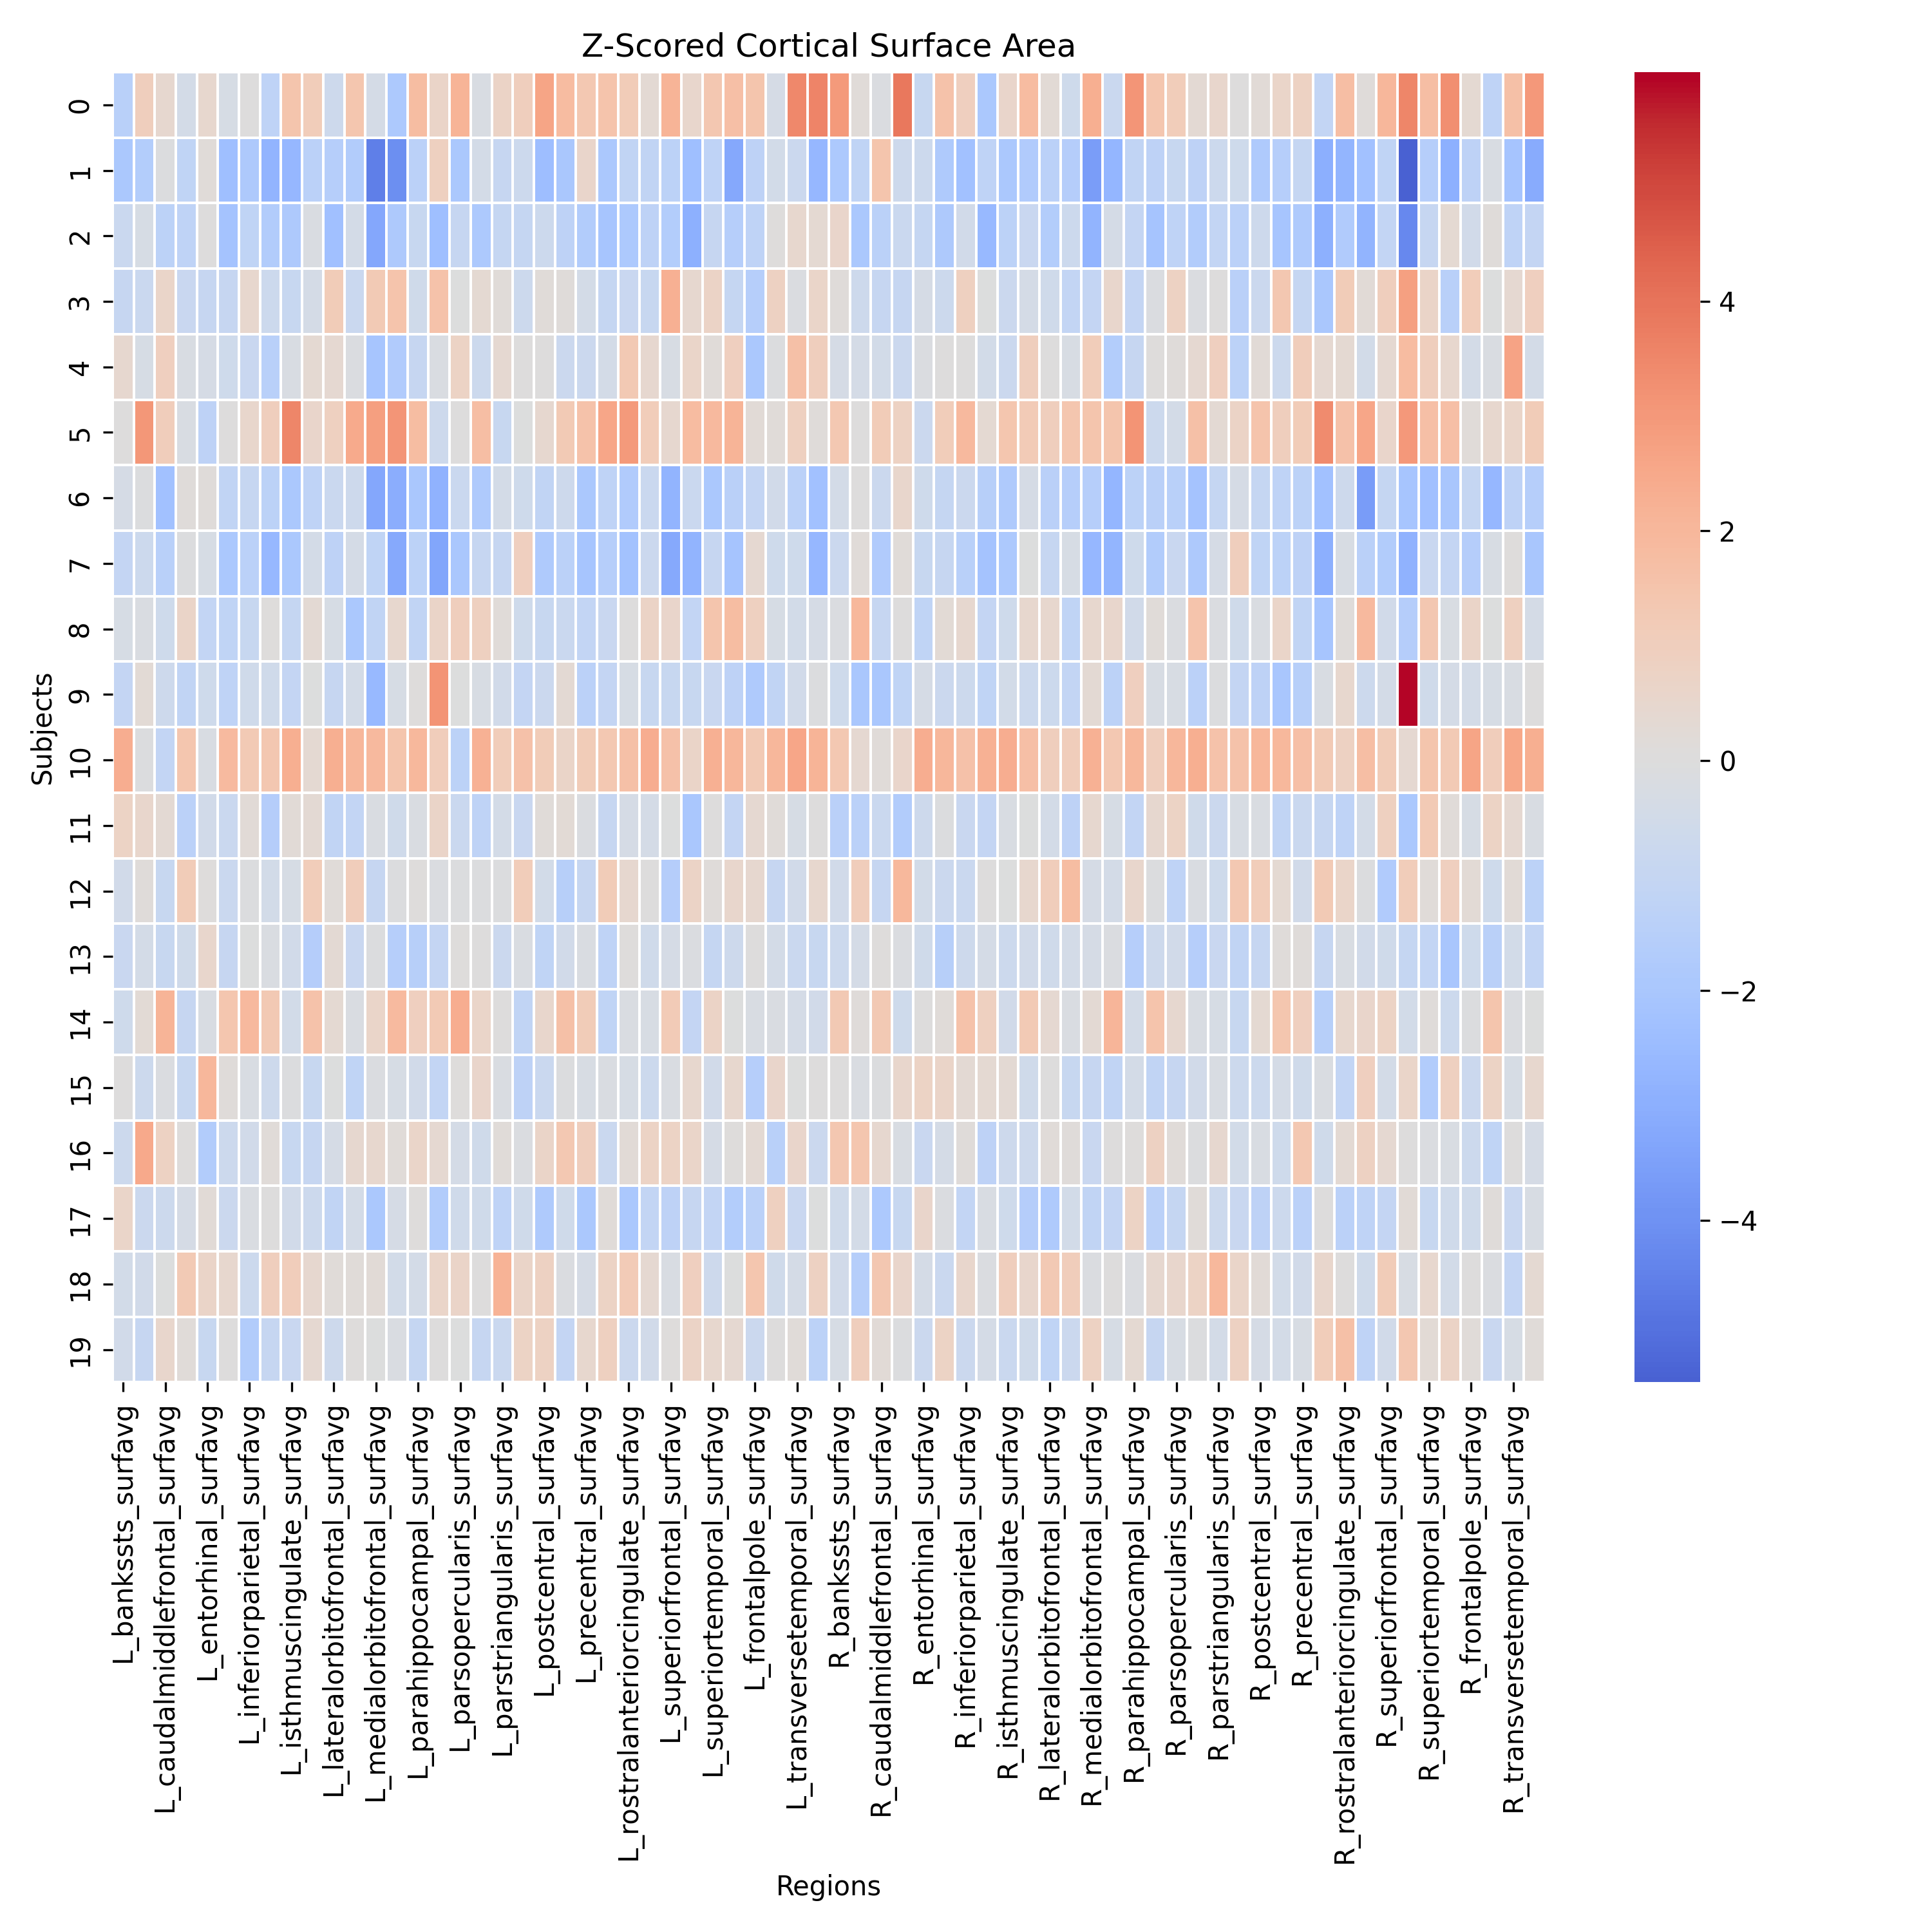 Z-Scored Cortical Surface Area
Subjects
0
1
2
3
4
5
6
7
8
9
10
11
12
13
14
15
16
17
18
19
L_bankssts_surfavg
L_caudalmiddlefrontal_surfavg
L_entorhinal_surfavg
L_inferiorparietal_surfavg
L_isthmuscingulate_surfavg
L_lateralorbitofrontal_surfavg
L_medialorbitofrontal_surfavg
L_parahippocampal_surfavg
L_parsopercularis_surfavg
L_parstriangularis_surfavg
L_postcentral_surfavg
L_precentral_surfavg
L_rostralanteriorcingulate_surfavg
L_superiorfrontal_surfavg
L_superiortemporal_surfavg
L_frontalpole_surfavg
L_transversetemporal_surfavg
R_bankssts_surfavg
R_caudalmiddlefrontal_surfavg
R_entorhinal_surfavg
R_inferiorparietal_surfavg
R_isthmuscingulate_surfavg
R_lateralorbitofrontal_surfavg
R_medialorbitofrontal_surfavg
R_parahippocampal_surfavg
R_parsopercularis_surfavg
R_parstriangularis_surfavg
R_postcentral_surfavg
R_precentral_surfavg
R_rostralanteriorcingulate_surfavg
R_superiorfrontal_surfavg
R_superiortemporal_surfavg
R_frontalpole_surfavg
R_transversetemporal_surfavg
Regions
4
2
0
−2
−4